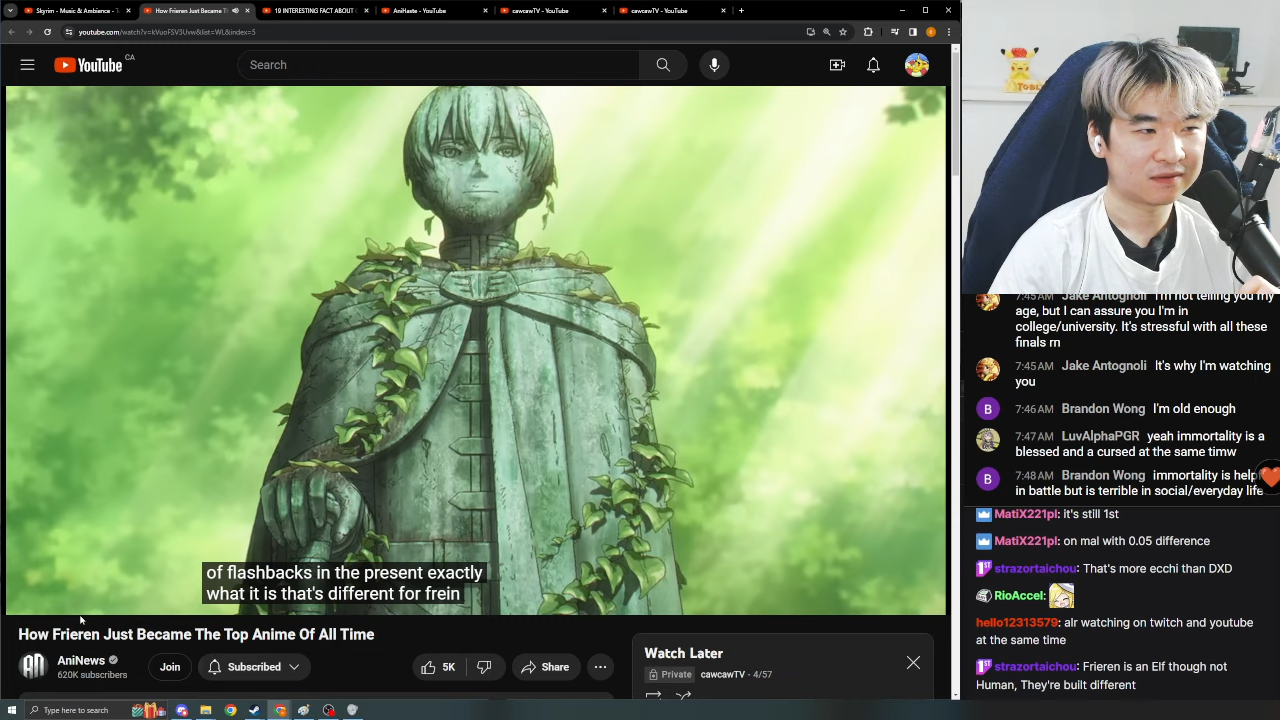 Skyrim - Music & Ambience - T
How Frieren Just Became T
19 INTERESTING FACT ABOUT
AniHaste - YouTube
cawcawTV - YouTube
cawcawTV - YouTube
youtube.com/watch?v=kVuoFSV3Uvw&list=WL&index=5
YouTube CA
Search
TOBI
of flashbacks in the present exactly
what it is that's different for frein
How Frieren Just Became The Top Anime Of All Time
AniNews
620K subscribers
Join
Subscribed
5K
Share
Watch Later
Private cawcawTV - 4/57
7:45 AM Jake Antognoli I'm not telling you my
age, but I can assure you I'm in
college/university. It's stressful with all these
finals rn
7:45 AM Jake Antognoli It's why I'm watching
you
B 7:46 AM Brandon Wong I'm old enough
7:47 AM LuvAlphaPGR yeah immortality is a
blessed and a cursed at the same timw
B 7:48 AM Brandon Wong immortality is help
in battle but is terrible in social/everyday life
MatiX221pl: it's still 1st
MatiX221pl: on mal with 0.05 difference
1ST strazortaichou: That's more ecchi than DXD
RioAccel:
hello12313579: alr watching on twitch and youtube
at the same time
1ST strazortaichou: Frieren is an Elf though not
Human, They're built different
Type here to search